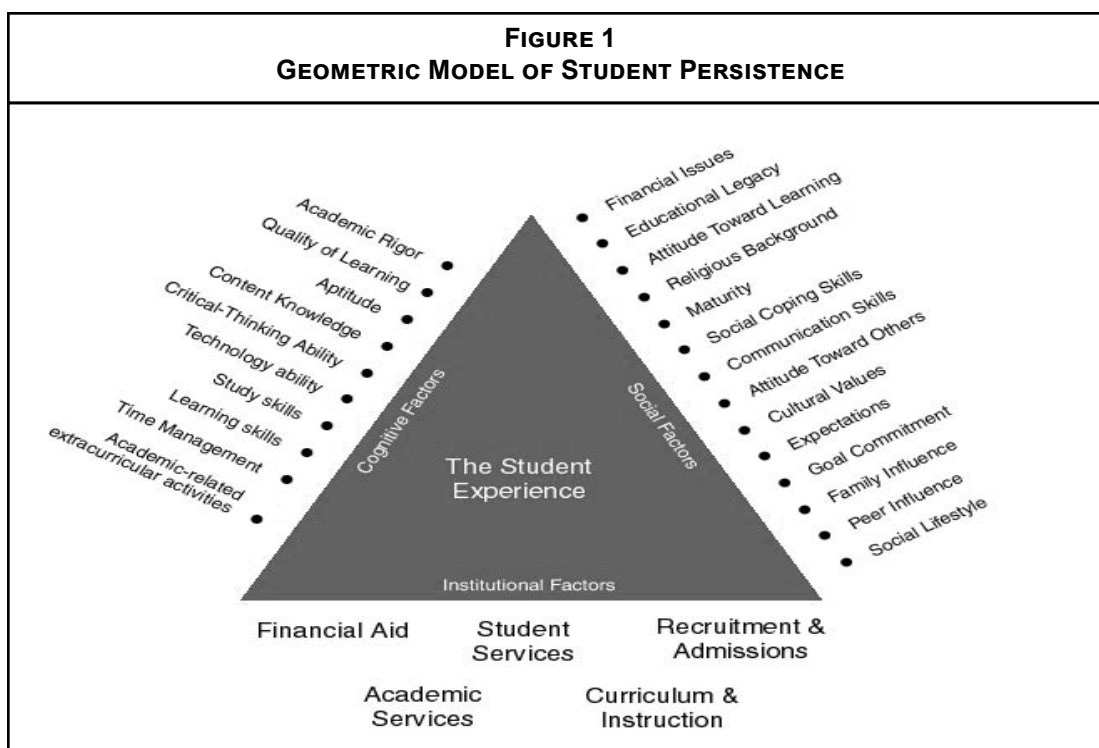 FIGURE 1
GEOMETRIC MODEL OF STUDENT PERSISTENCE
Academic Rigor
Quality of Learning
Aptitude
Content Knowledge
Critical-Thinking Ability
Technology ability
Study skills
Learning skills
Time Management
Academic-related
extracurricular activities
Cognitive Factors
Financial Issues
Educational Legacy
Attitude Toward Learning
Religious Background
Maturity
Social Coping Skills
Communication Skills
Attitude Toward Others
Cultural Values
Expectations
Goal Commitment
Family Influence
Peer Influence
Social Lifestyle
Social Factors
The Student
Experience
Institutional Factors
Financial Aid
Student
Services
Recruitment &
Admissions
Academic
Services
Curriculum &
Instruction